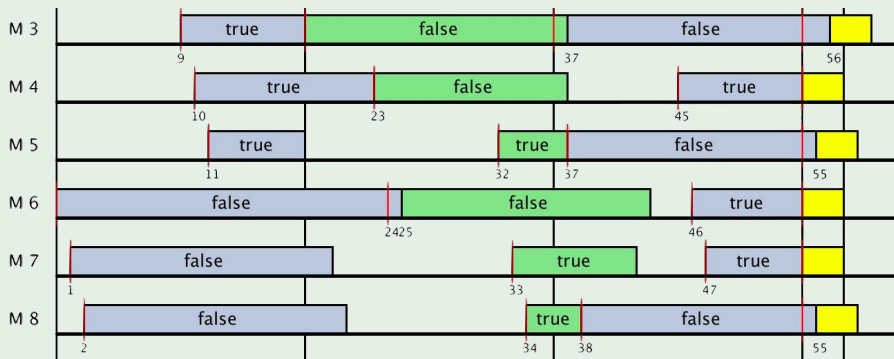 M 3 true false false
9 37 56
M 4 true false true
10 23 45
M 5 true true false
11 32 37 55
M 6 false false true
2425 46
M 7 false true true
1 33 47
M 8 false true false
2 34 38 55